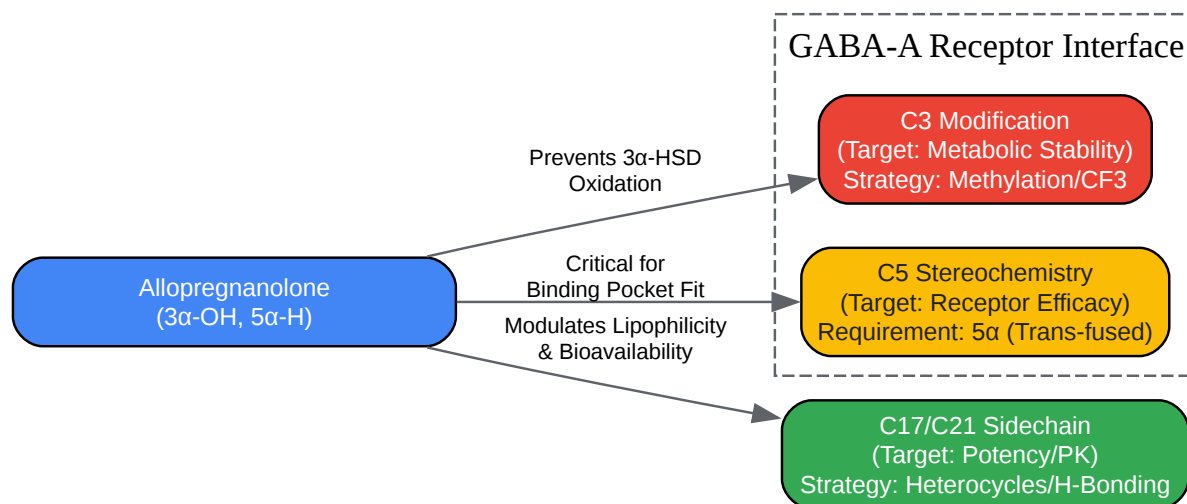 GABA-A Receptor Interface
C3 Modification
(Target: Metabolic Stability)
Strategy: Methylation/CF3
Prevents 3α-HSD
Oxidation
Allopregnanolone
(3α-OH, 5α-H)
Critical for
Binding Pocket Fit
C5 Stereochemistry
(Target: Receptor Efficacy)
Requirement: 5α (Trans-fused)
Modulates Lipophilicity
& Bioavailability
C17/C21 Sidechain
(Target: Potency/PK)
Strategy: Heterocycles/H-Bonding